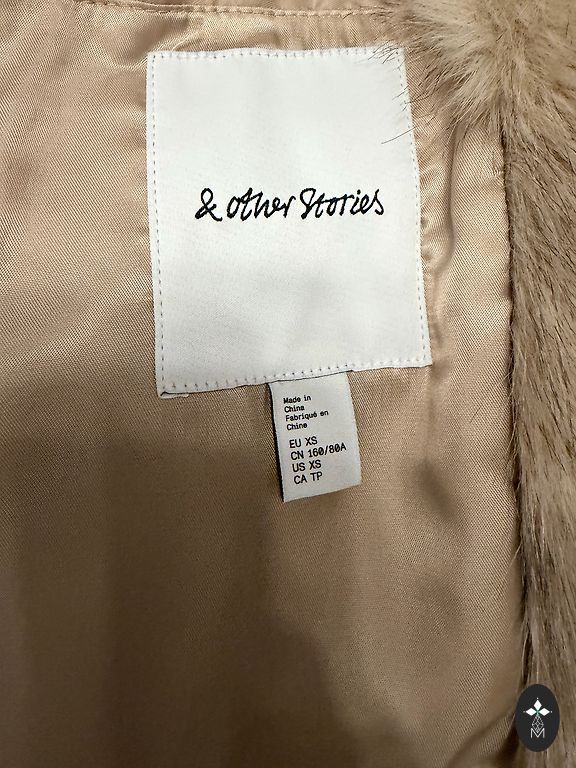 & other Stories
Made in
China
Fabriqué en
Chine
EU XS
CN 160/80A
US XS
CA TP
M